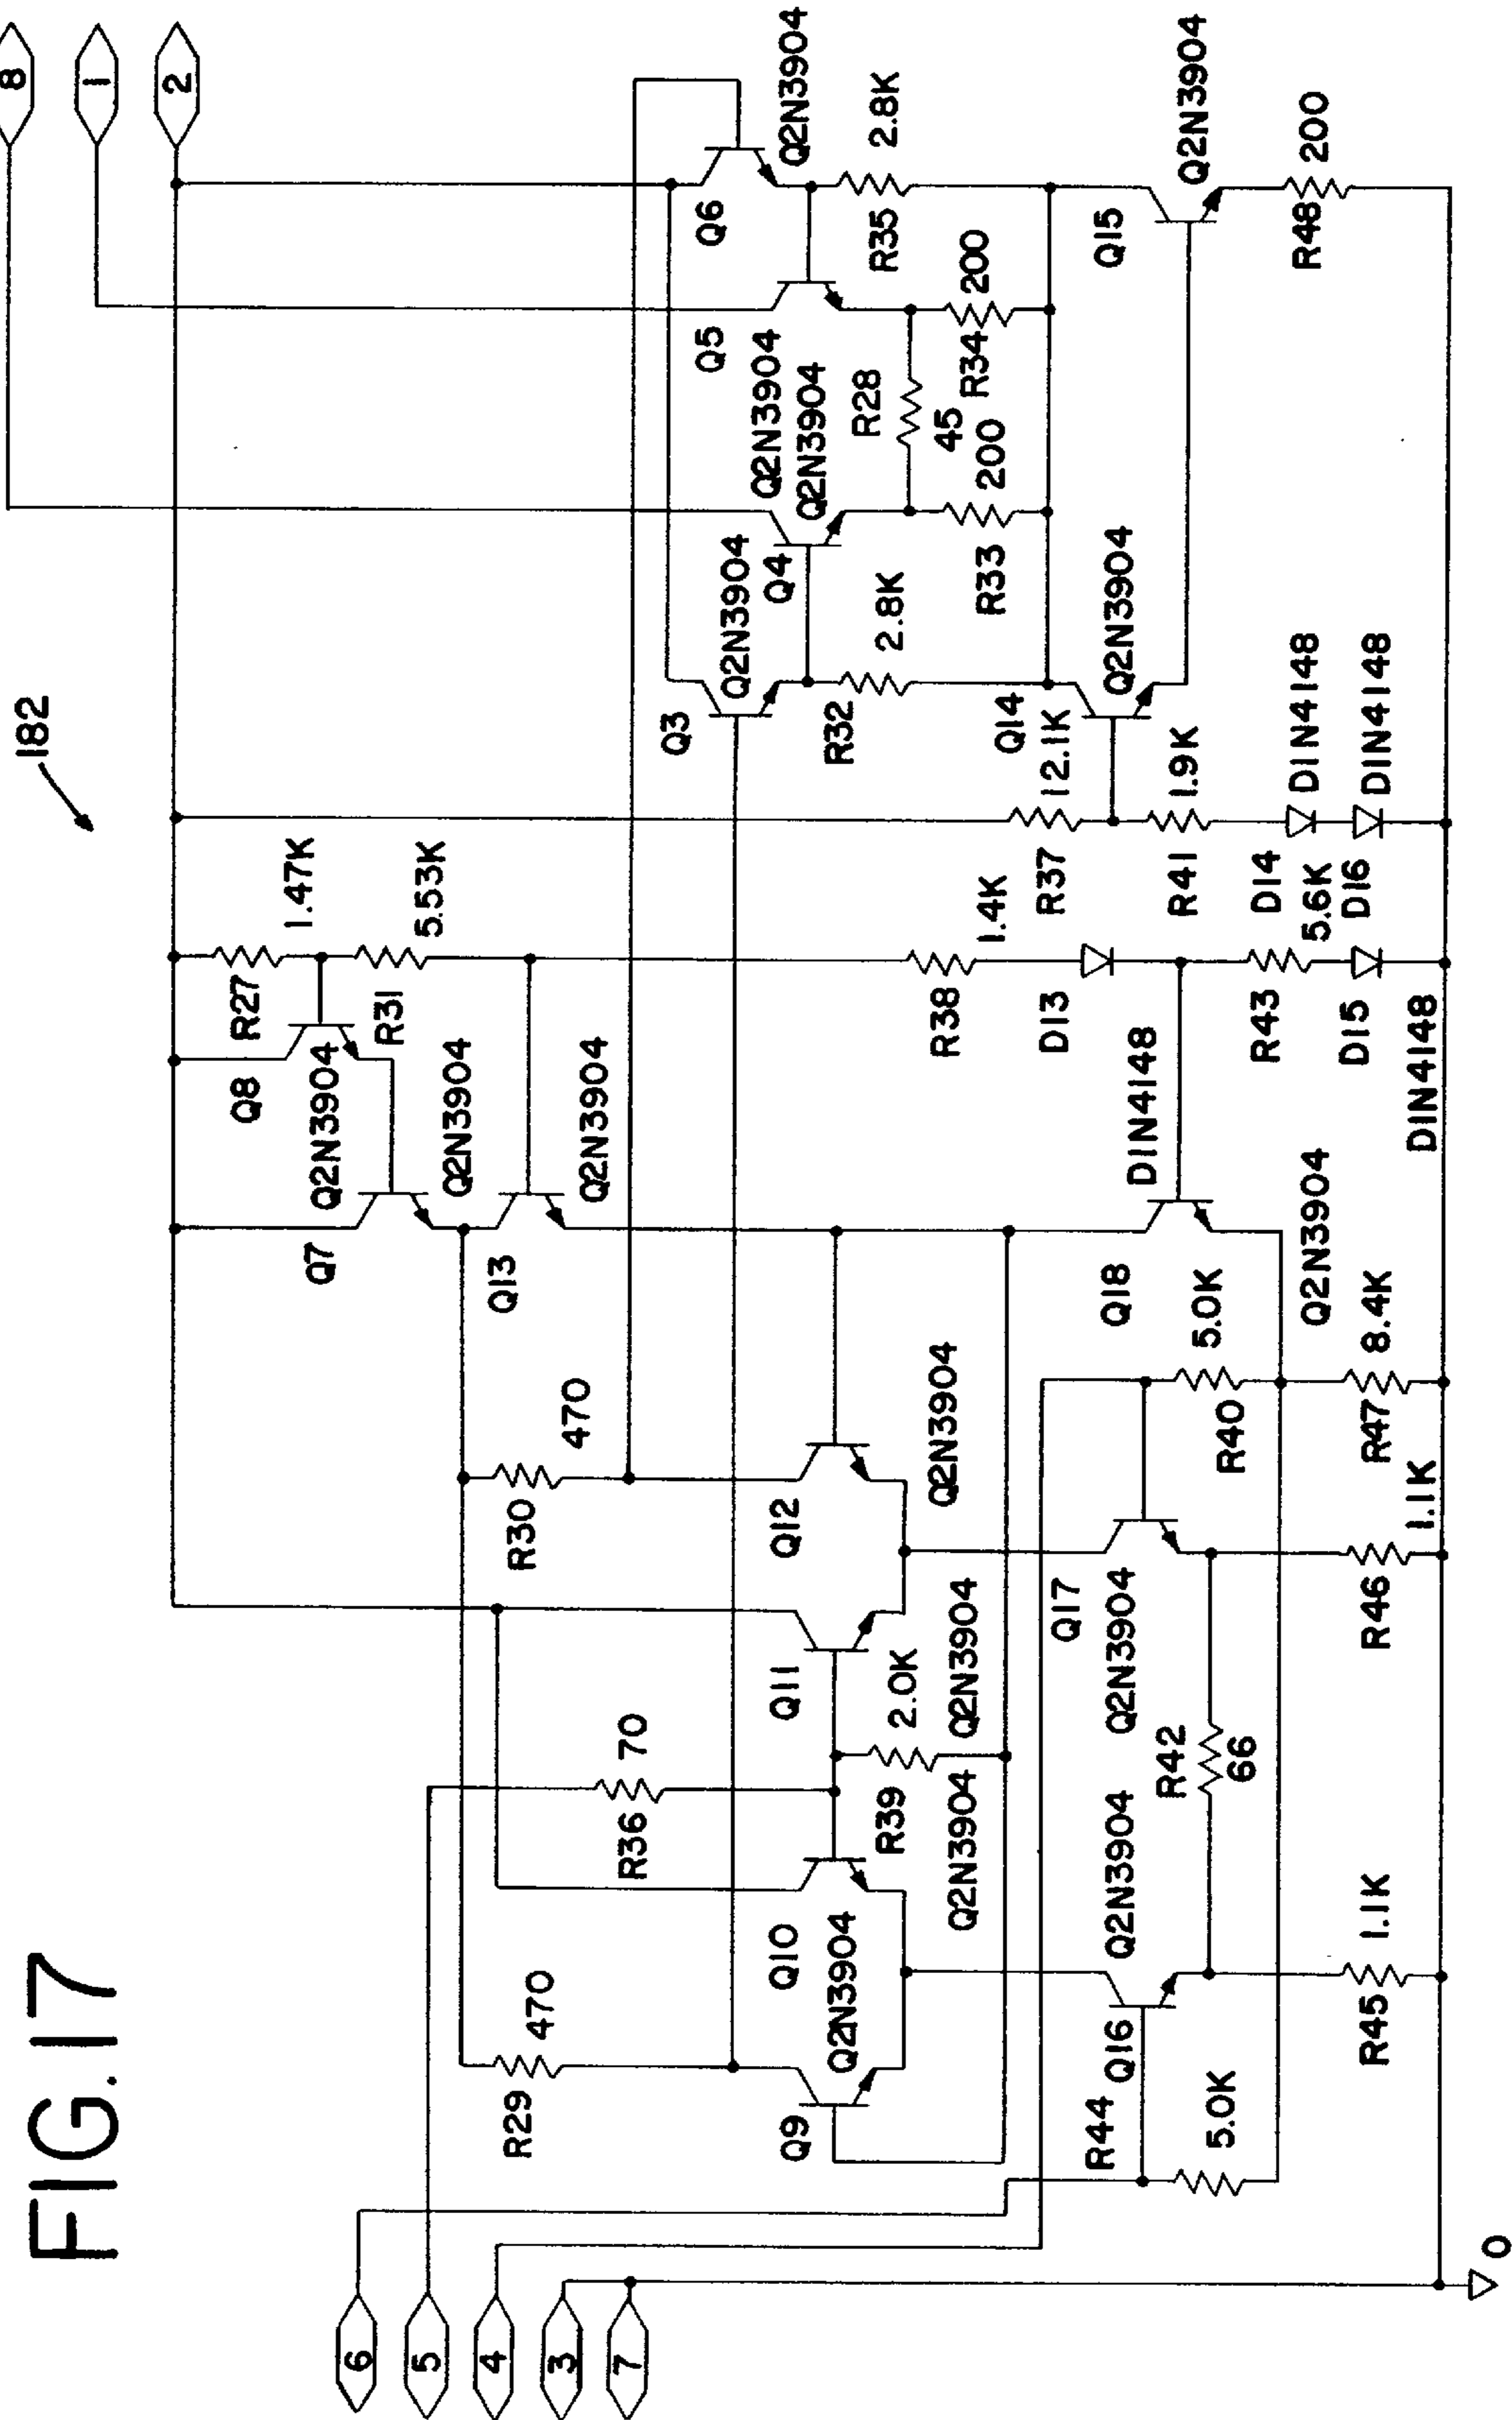 FIG. 17
182
8
1
2
6
5
4
3
7
0
R27
1.47K
Q8
Q2N3904
R31
5.53K
Q7
Q2N3904
Q13
Q2N3904
R30
470
R29
470
R36
70
Q6
Q2N3904
Q5
Q2N3904
Q2N3904
Q4
Q3
Q2N3904
R28
45
R35
2.8K
R34
200
R33
200
R32
2.8K
Q14
Q2N3904
Q15
Q2N3904
R48
200
R37
12.1K
R41
1.9K
D14
D1N4148
D16
D1N4148
R38
1.4K
D13
D1N4148
R43
5.6K
D15
D1N4148
Q12
Q2N3904
Q11
Q2N3904
R39
2.0K
Q10
Q2N3904
Q9
Q2N3904
Q18
Q2N3904
R40
5.0K
R47
8.4K
Q17
Q2N3904
R46
1.1K
R42
66
Q16
Q2N3904
R45
1.1K
R44
5.0K